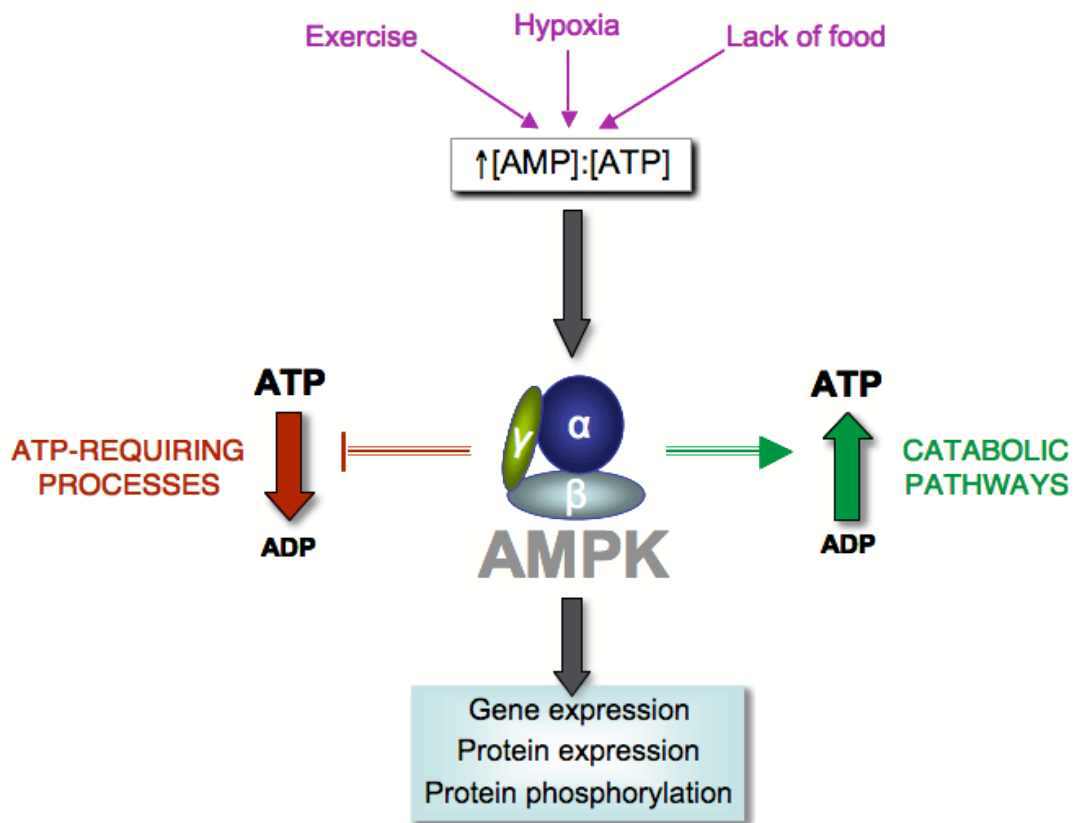 Exercise
Hypoxia
Lack of food
↑[AMP]:[ATP]
ATP
ATP-REQUIRING
PROCESSES
ADP
γ
α
β
AMPK
ATP
CATABOLIC
PATHWAYS
ADP
Gene expression
Protein expression
Protein phosphorylation